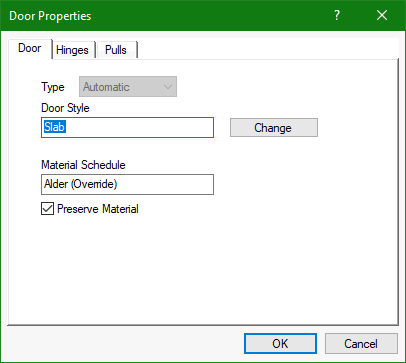 Door Properties
?
Door Hinges Pulls
Type Automatic
Door Style
Slab Change
Material Schedule
Alder (Override)
Preserve Material
OK Cancel